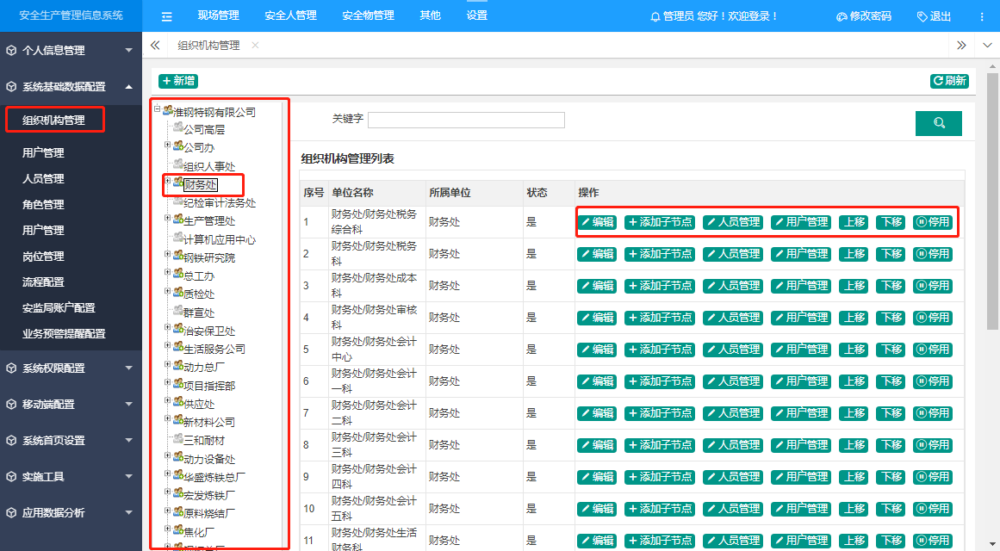 安全生产管理信息系统
现场管理 安全人管理 安全物管理 其他 设置
管理员 您好！欢迎登录！ 修改密码 退出
个人信息管理
系统基础数据配置
组织机构管理
用户管理
人员管理
角色管理
用户管理
岗位管理
流程配置
安监局账户配置
业务预警提醒配置
系统权限配置
移动端配置
系统首页设置
实施工具
应用数据分析
组织机构管理
新增
刷新
淮钢特钢有限公司
公司高层
公司办
组织人事处
财务处
纪检审计法务处
生产管理处
计算机应用中心
钢铁研究院
总工办
质检处
群宣处
治安保卫处
生活服务公司
动力总厂
项目指挥部
供应处
新材料公司
三和耐材
动力设备处
华盛炼铁总厂
宏发炼铁厂
原料烧结厂
焦化厂
关键字
组织机构管理列表
序号 单位名称 所属单位 状态 操作
1 财务处/财务处税务综合科 财务处 是 编辑 添加子节点 人员管理 用户管理 上移 下移 停用
2 财务处/财务处税务科 财务处 是 编辑 添加子节点 人员管理 用户管理 上移 下移 停用
3 财务处/财务处成本科 财务处 是 编辑 添加子节点 人员管理 用户管理 上移 下移 停用
4 财务处/财务处审核科 财务处 是 编辑 添加子节点 人员管理 用户管理 上移 下移 停用
5 财务处/财务处会计中心 财务处 是 编辑 添加子节点 人员管理 用户管理 上移 下移 停用
6 财务处/财务处会计一科 财务处 是 编辑 添加子节点 人员管理 用户管理 上移 下移 停用
7 财务处/财务处会计二科 财务处 是 编辑 添加子节点 人员管理 用户管理 上移 下移 停用
8 财务处/财务处会计三科 财务处 是 编辑 添加子节点 人员管理 用户管理 上移 下移 停用
9 财务处/财务处会计四科 财务处 是 编辑 添加子节点 人员管理 用户管理 上移 下移 停用
10 财务处/财务处会计五科 财务处 是 编辑 添加子节点 人员管理 用户管理 上移 下移 停用
11 财务处/财务处生活财务科 财务处 是 编辑 添加子节点 人员管理 用户管理 上移 下移 停用